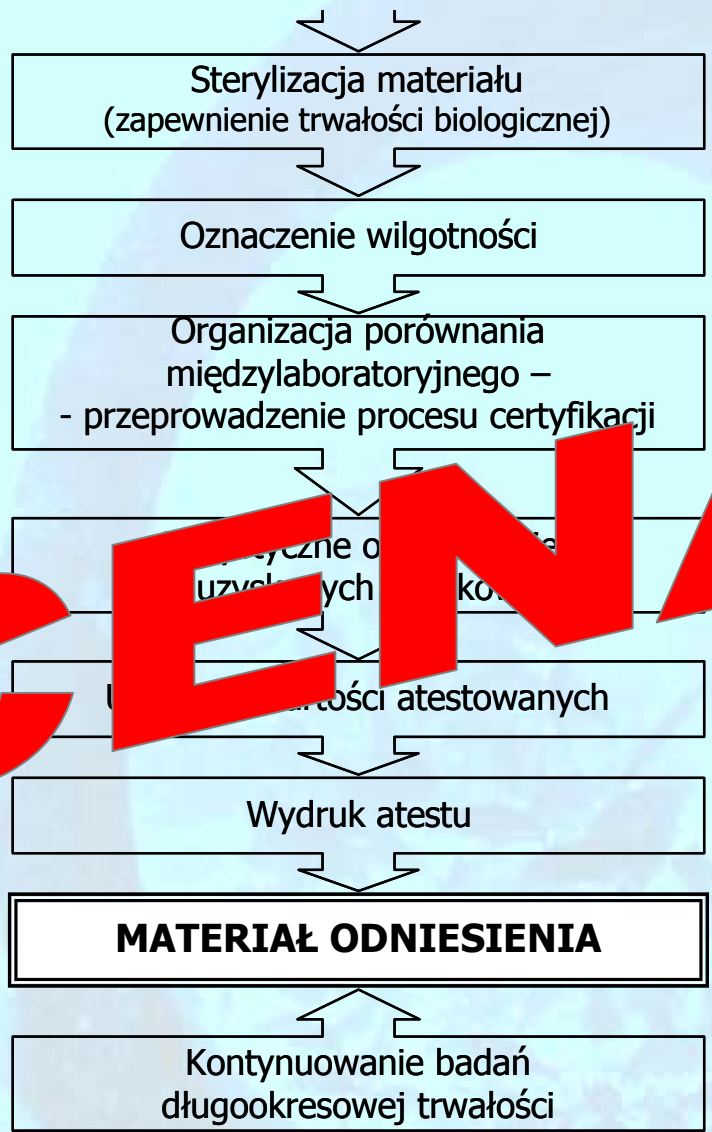 Sterylizacja materiału
(zapewnienie trwałości biologicznej)
Oznaczenie wilgotności
Organizacja porównania
międzylaboratoryjnego –
- przeprowadzenie procesu certyfikacji
CENA
atestowanych
Wydruk atestu
MATERIAŁ ODNIESIENIA
Kontynuowanie badań
długookresowej trwałości